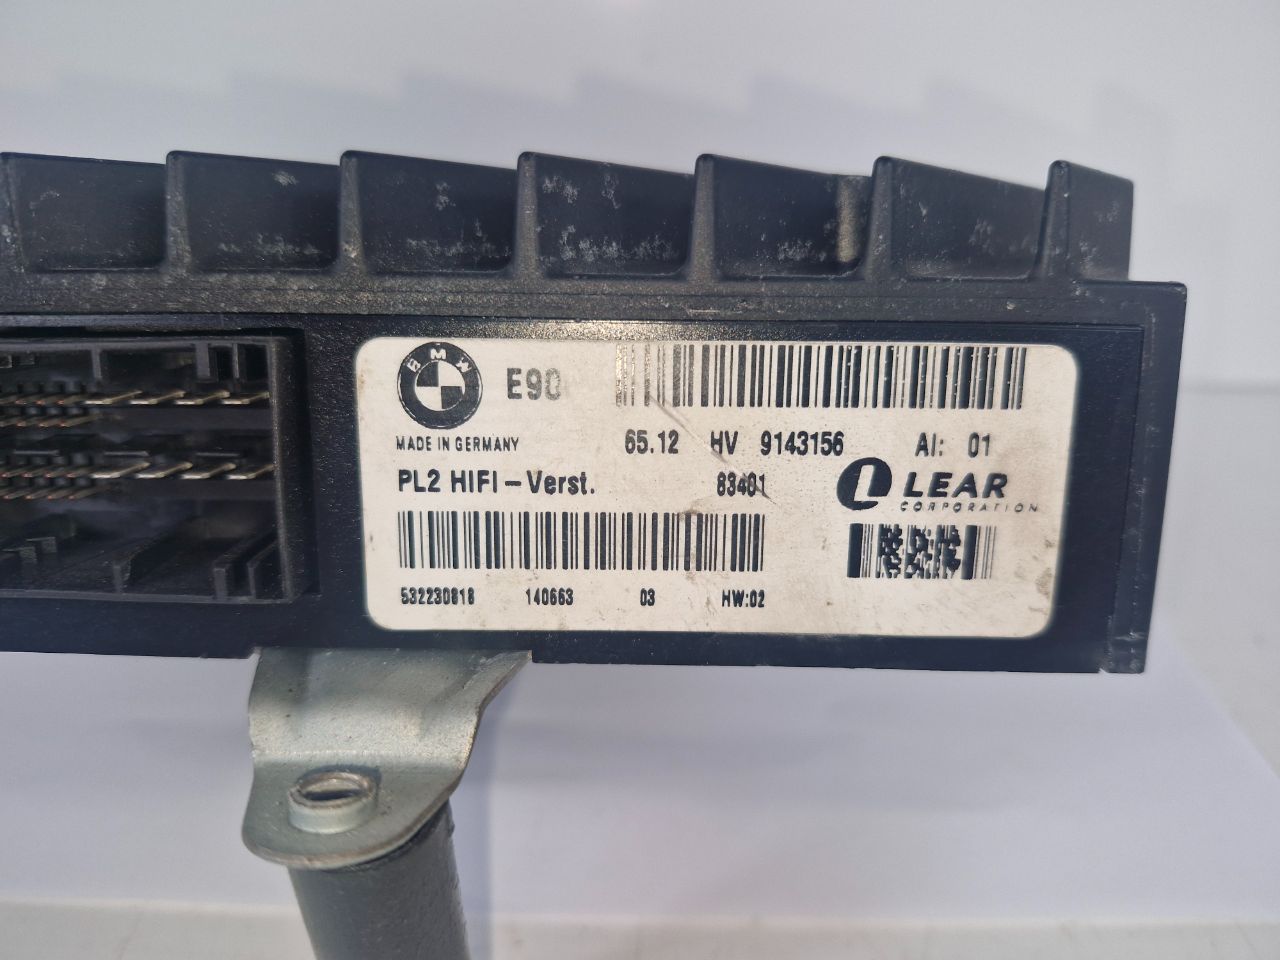 BMW
E90
MADE IN GERMANY
65.12 HV 9143156 AI: 01
PL2 HIFI-Verst. 83401
LEAR
CORPORATION
532230818 140663 03 HW:02